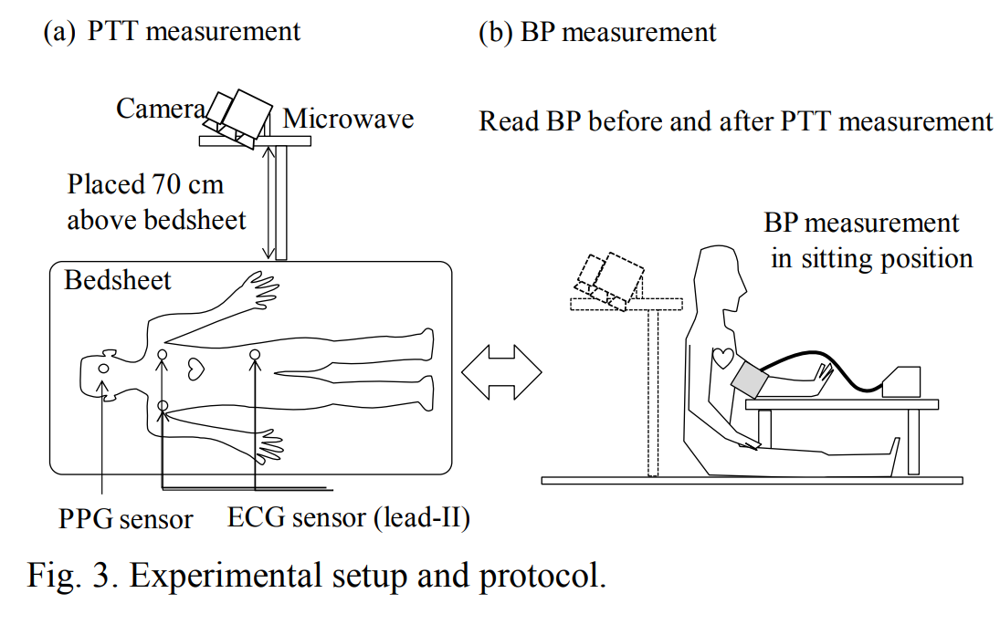 (a) PTT measurement
(b) BP measurement
Camera
Microwave
Read BP before and after PTT measurement
Placed 70 cm
above bedsheet
BP measurement
in sitting position
Bedsheet
PPG sensor
ECG sensor (lead-II)
Fig. 3. Experimental setup and protocol.